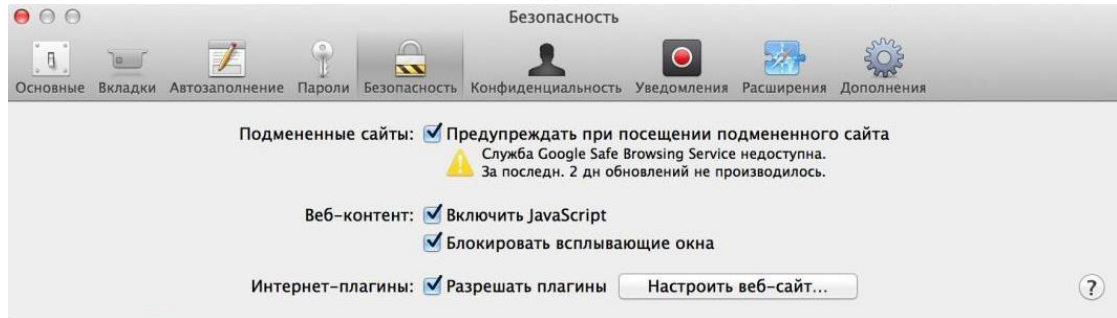 Безопасность
Основные Вкладки Автозаполнение Пароли Безопасность Конфиденциальность Уведомления Расширения Дополнения
Подмененные сайты: Предупреждать при посещении подмененного сайта
Служба Google Safe Browsing Service недоступна.
За последн. 2 дн обновлений не производилось.
Веб-контент: Включить JavaScript
Блокировать всплывающие окна
Интернет-плагины: Разрешать плагины Настроить веб-сайт... ?